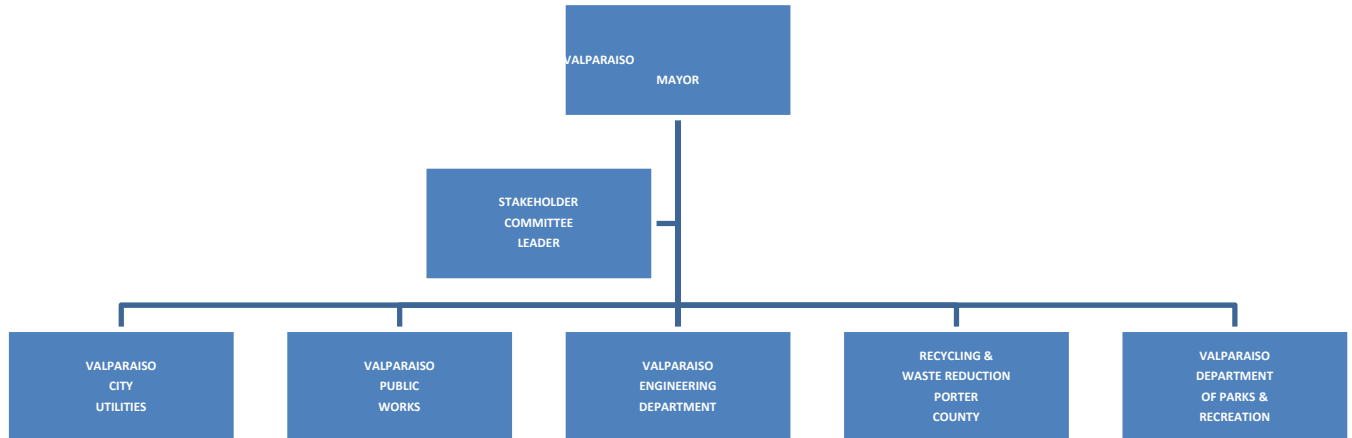 VALPARAISO
MAYOR
STAKEHOLDER
COMMITTEE
LEADER
VALPARAISO
CITY
UTILITIES
VALPARAISO
PUBLIC
WORKS
VALPARAISO
ENGINEERING
DEPARTMENT
RECYCLING &
WASTE REDUCTION
PORTER
COUNTY
VALPARAISO
DEPARTMENT
OF PARKS &
RECREATION